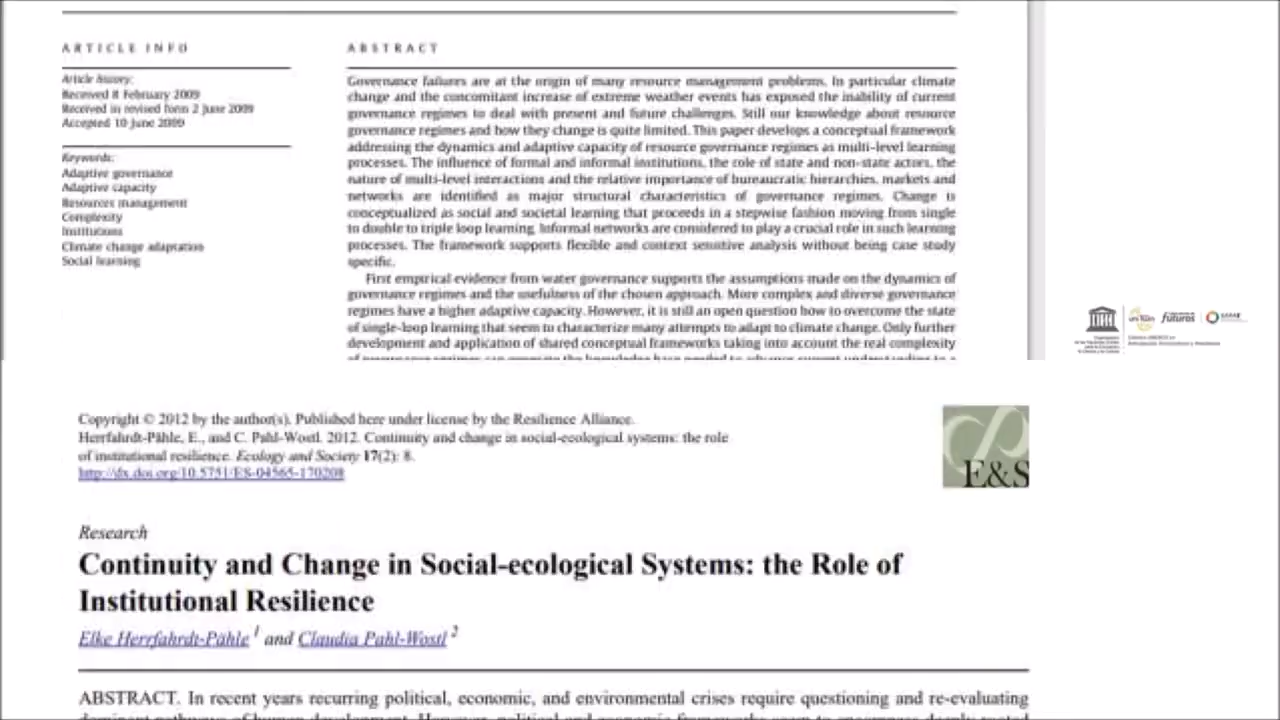 ARTICLE INFO
Article history:
Received 8 February 2009
Received in revised form 2 June 2009
Accepted 10 June 2009
Keywords:
Adaptive governance
Adaptive capacity
Resources management
Complexity
Institutions
Climate change adaptation
Social learning
ABSTRACT
Governance failures are at the origin of many resource management problems. In particular climate
change and the concomitant increase of extreme weather events has exposed the inability of current
governance regimes to deal with present and future challenges. Still our knowledge about resource
governance regimes and how they change is quite limited. This paper develops a conceptual framework
addressing the dynamics and adaptive capacity of resource governance regimes as multi-level learning
processes. The influence of formal and informal institutions, the role of state and non-state actors, the
nature of multi-level interactions and the relative importance of bureaucratic hierarchies, markets and
networks are identified as major structural characteristics of governance regimes. Change is
conceptualized as social and societal learning that proceeds in a stepwise fashion moving from single
to double to triple loop learning. Informal networks are considered to play a crucial role in such learning
processes. The framework supports flexible and context sensitive analysis without being case study
specific.
First empirical evidence from water governance supports the assumptions made on the dynamics of
governance regimes and the usefulness of the chosen approach. More complex and diverse governance
regimes have a higher adaptive capacity. However, it is still an open question how to overcome the state
of single-loop learning that seem to characterize many attempts to adapt to climate change. Only further
development and application of shared conceptual frameworks taking into account the real complexity
futuros
Copyright © 2012 by the author(s). Published here under license by the Resilience Alliance.
Herrfahrdt-Pähle, E., and C. Pahl-Wostl. 2012. Continuity and change in social-ecological systems: the role
of institutional resilience. Ecology and Society 17(2): 8.
http://dx.doi.org/10.5751/ES-04565-170208
E&S
Research
Continuity and Change in Social-ecological Systems: the Role of
Institutional Resilience
Elke Herrfahrdt-Pähle 1 and Claudia Pahl-Wostl 2
ABSTRACT. In recent years recurring political, economic, and environmental crises require questioning and re-evaluating